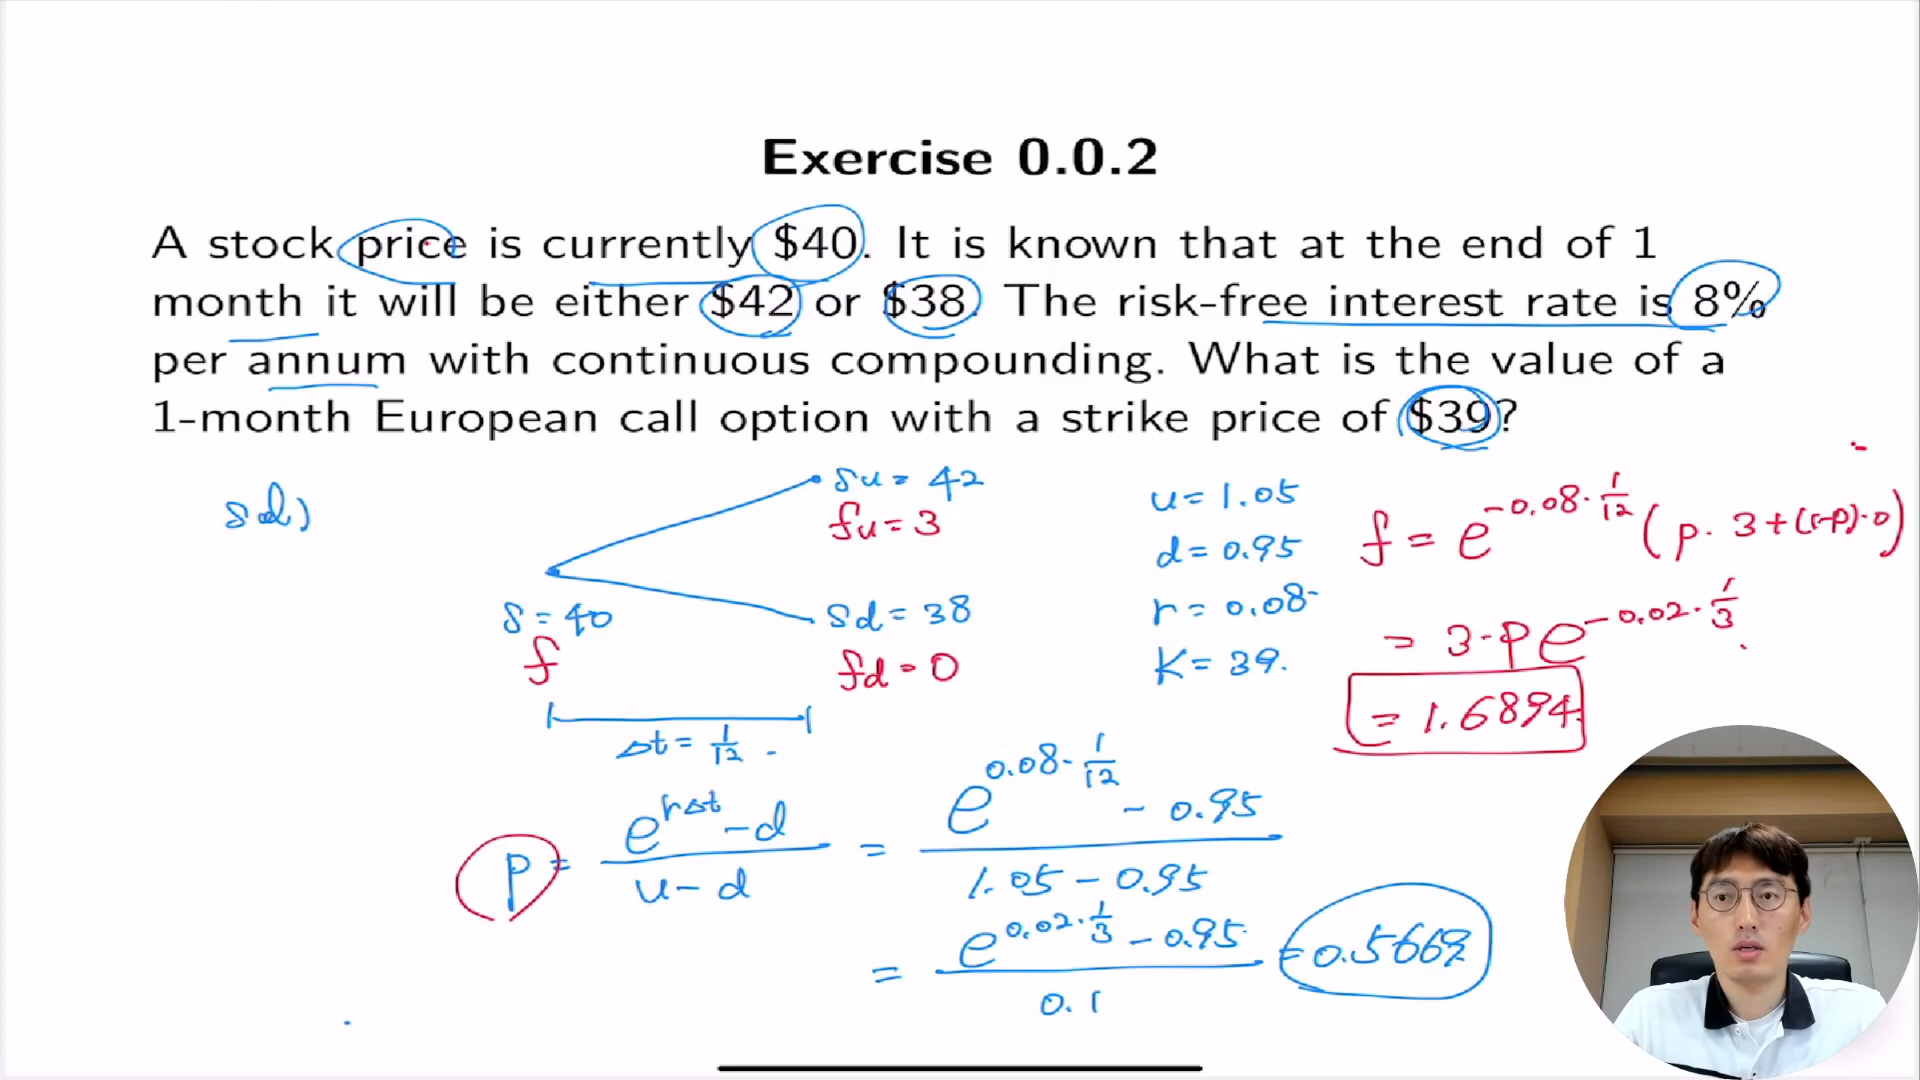 Exercise 0.0.2
A stock price is currently $40. It is known that at the end of 1
month it will be either $42 or $38. The risk-free interest rate is 8%
per annum with continuous compounding. What is the value of a
1-month European call option with a strike price of $39?
sol)
Su = 42
fu = 3
S = 40
f
Sd = 38
fd = 0
Δt = 1/12
u = 1.05
d = 0.95
r = 0.08
K = 39.
f = e^{-0.08·1/12} (p·3+(1-p)·0)
= 3·p e^{-0.02·1/3}
= 1.6894
p = (e^{rΔt} - d)/(u - d) = (e^{0.08·1/12} - 0.95)/(1.05 - 0.95)
= (e^{0.02·1/3} - 0.95)/0.1 = 0.5669